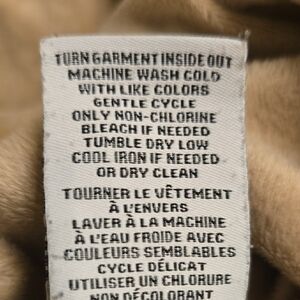 TURN GARMENT INSIDE OUT
MACHINE WASH COLD
WITH LIKE COLORS
GENTLE CYCLE
ONLY NON-CHLORINE
BLEACH IF NEEDED
TUMBLE DRY LOW
COOL IRON IF NEEDED
OR DRY CLEAN
TOURNER LE VÊTEMENT
À L'ENVERS
LAVER À LA MACHINE
À L'EAU FROIDE AVEC
COULEURS SEMBLABLES
CYCLE DÉLICAT
UTILISER UN CHLORURE
NON DÉCOLORANT